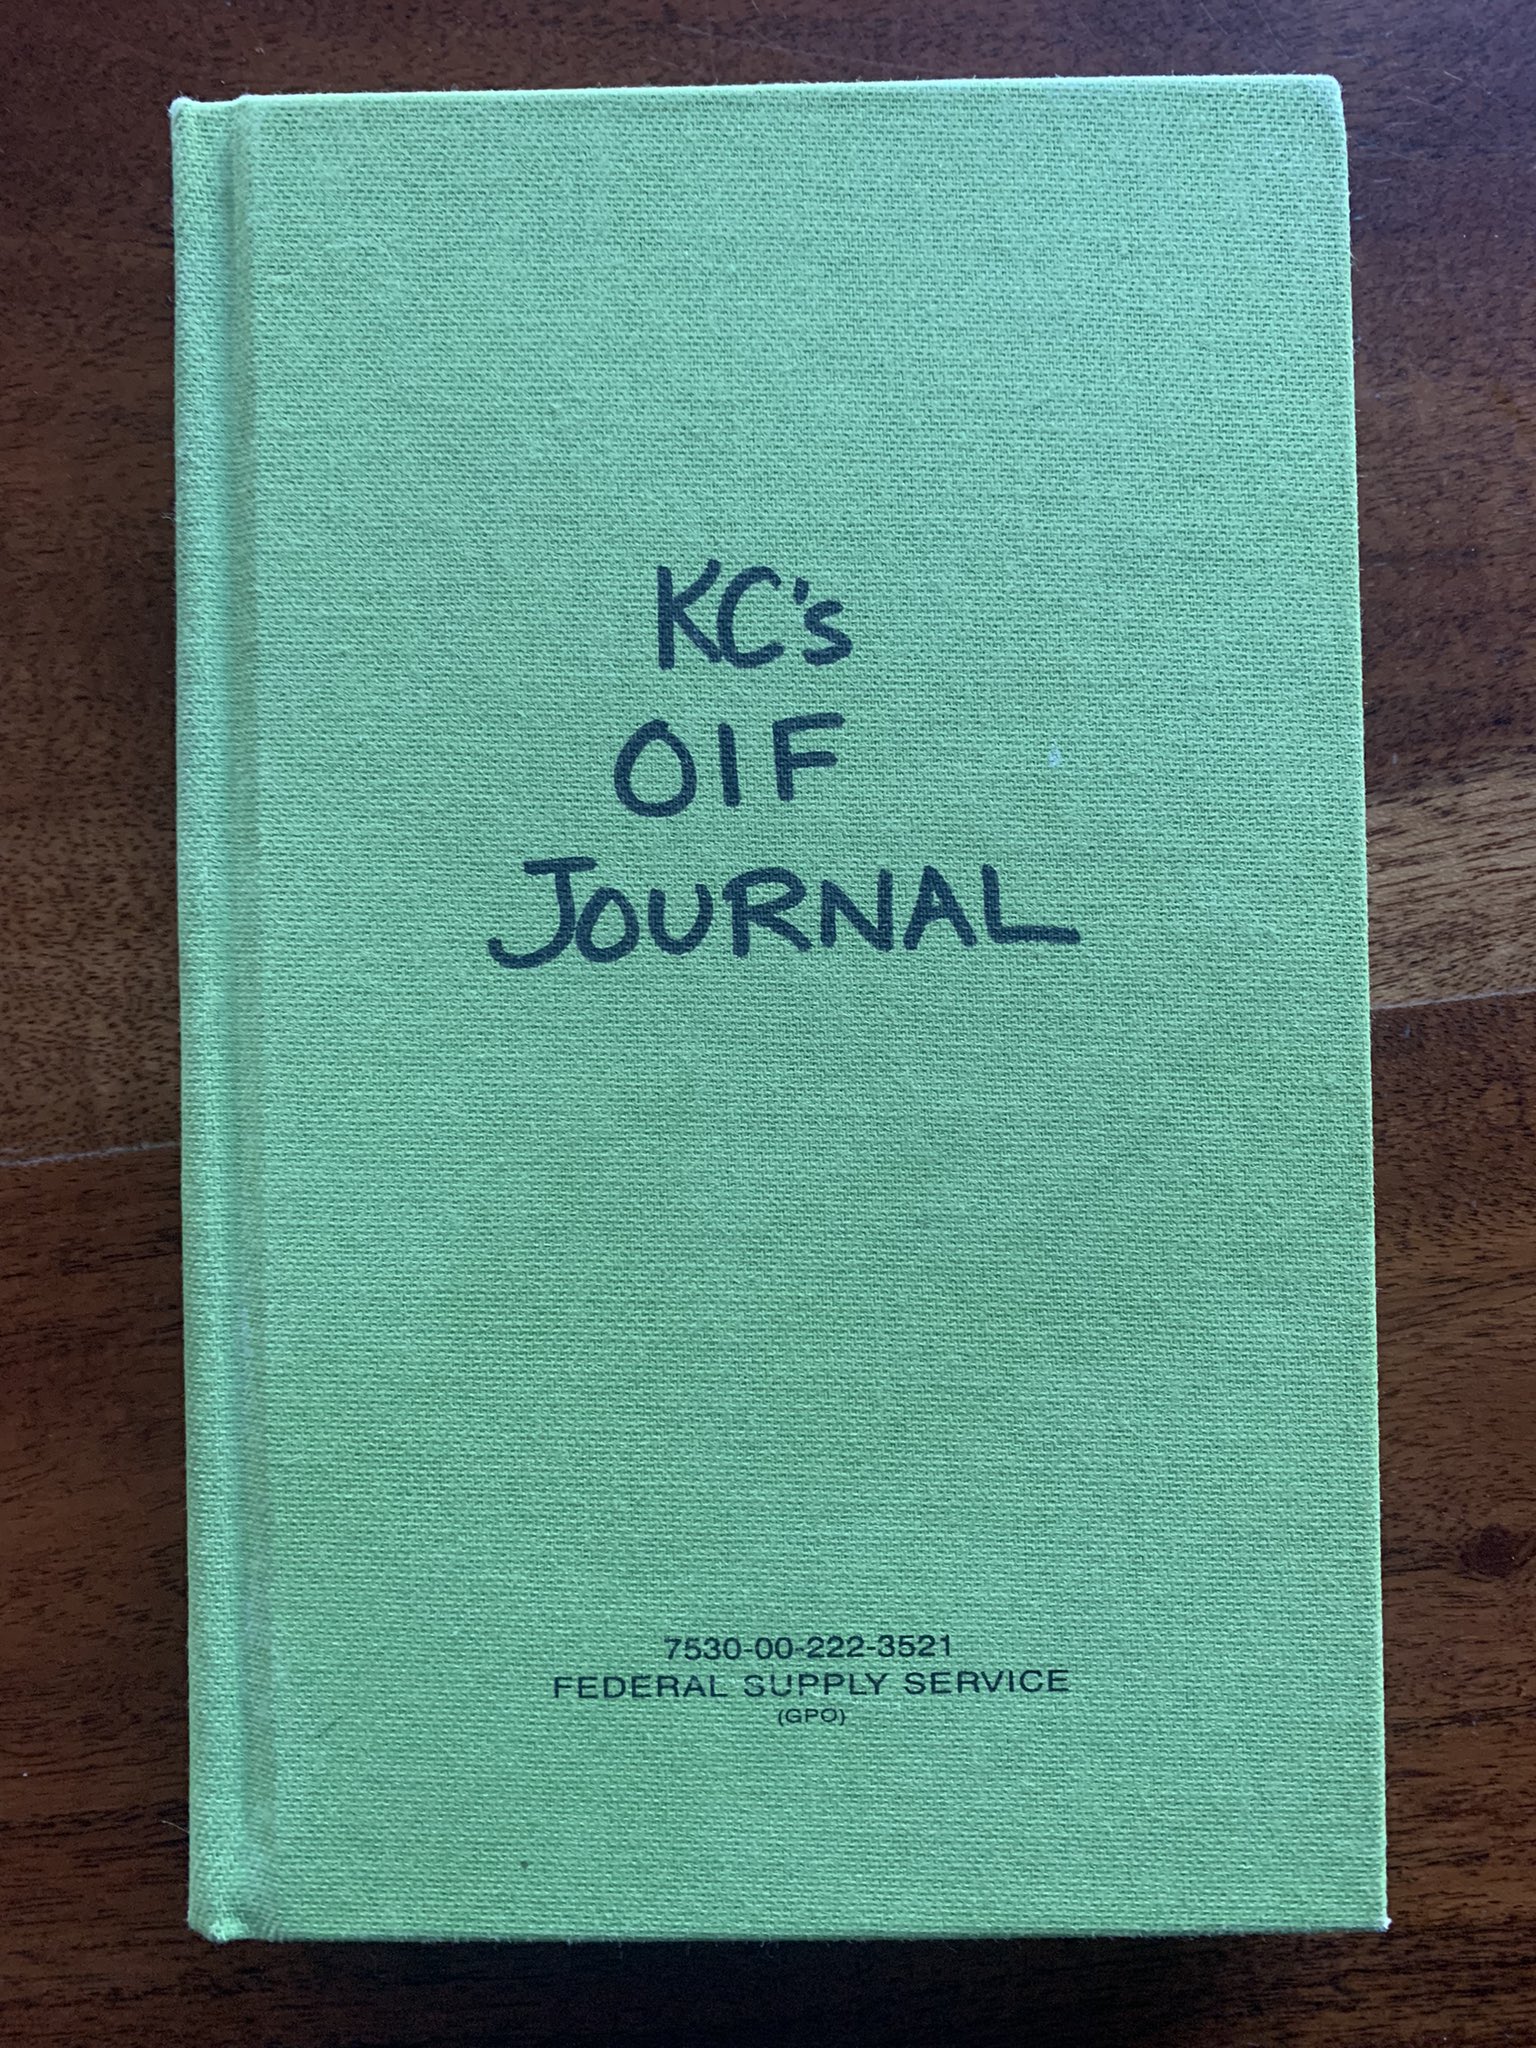 KC's
OIF
JOURNAL
7530-00-222-3521
FEDERAL SUPPLY SERVICE
(GPO)